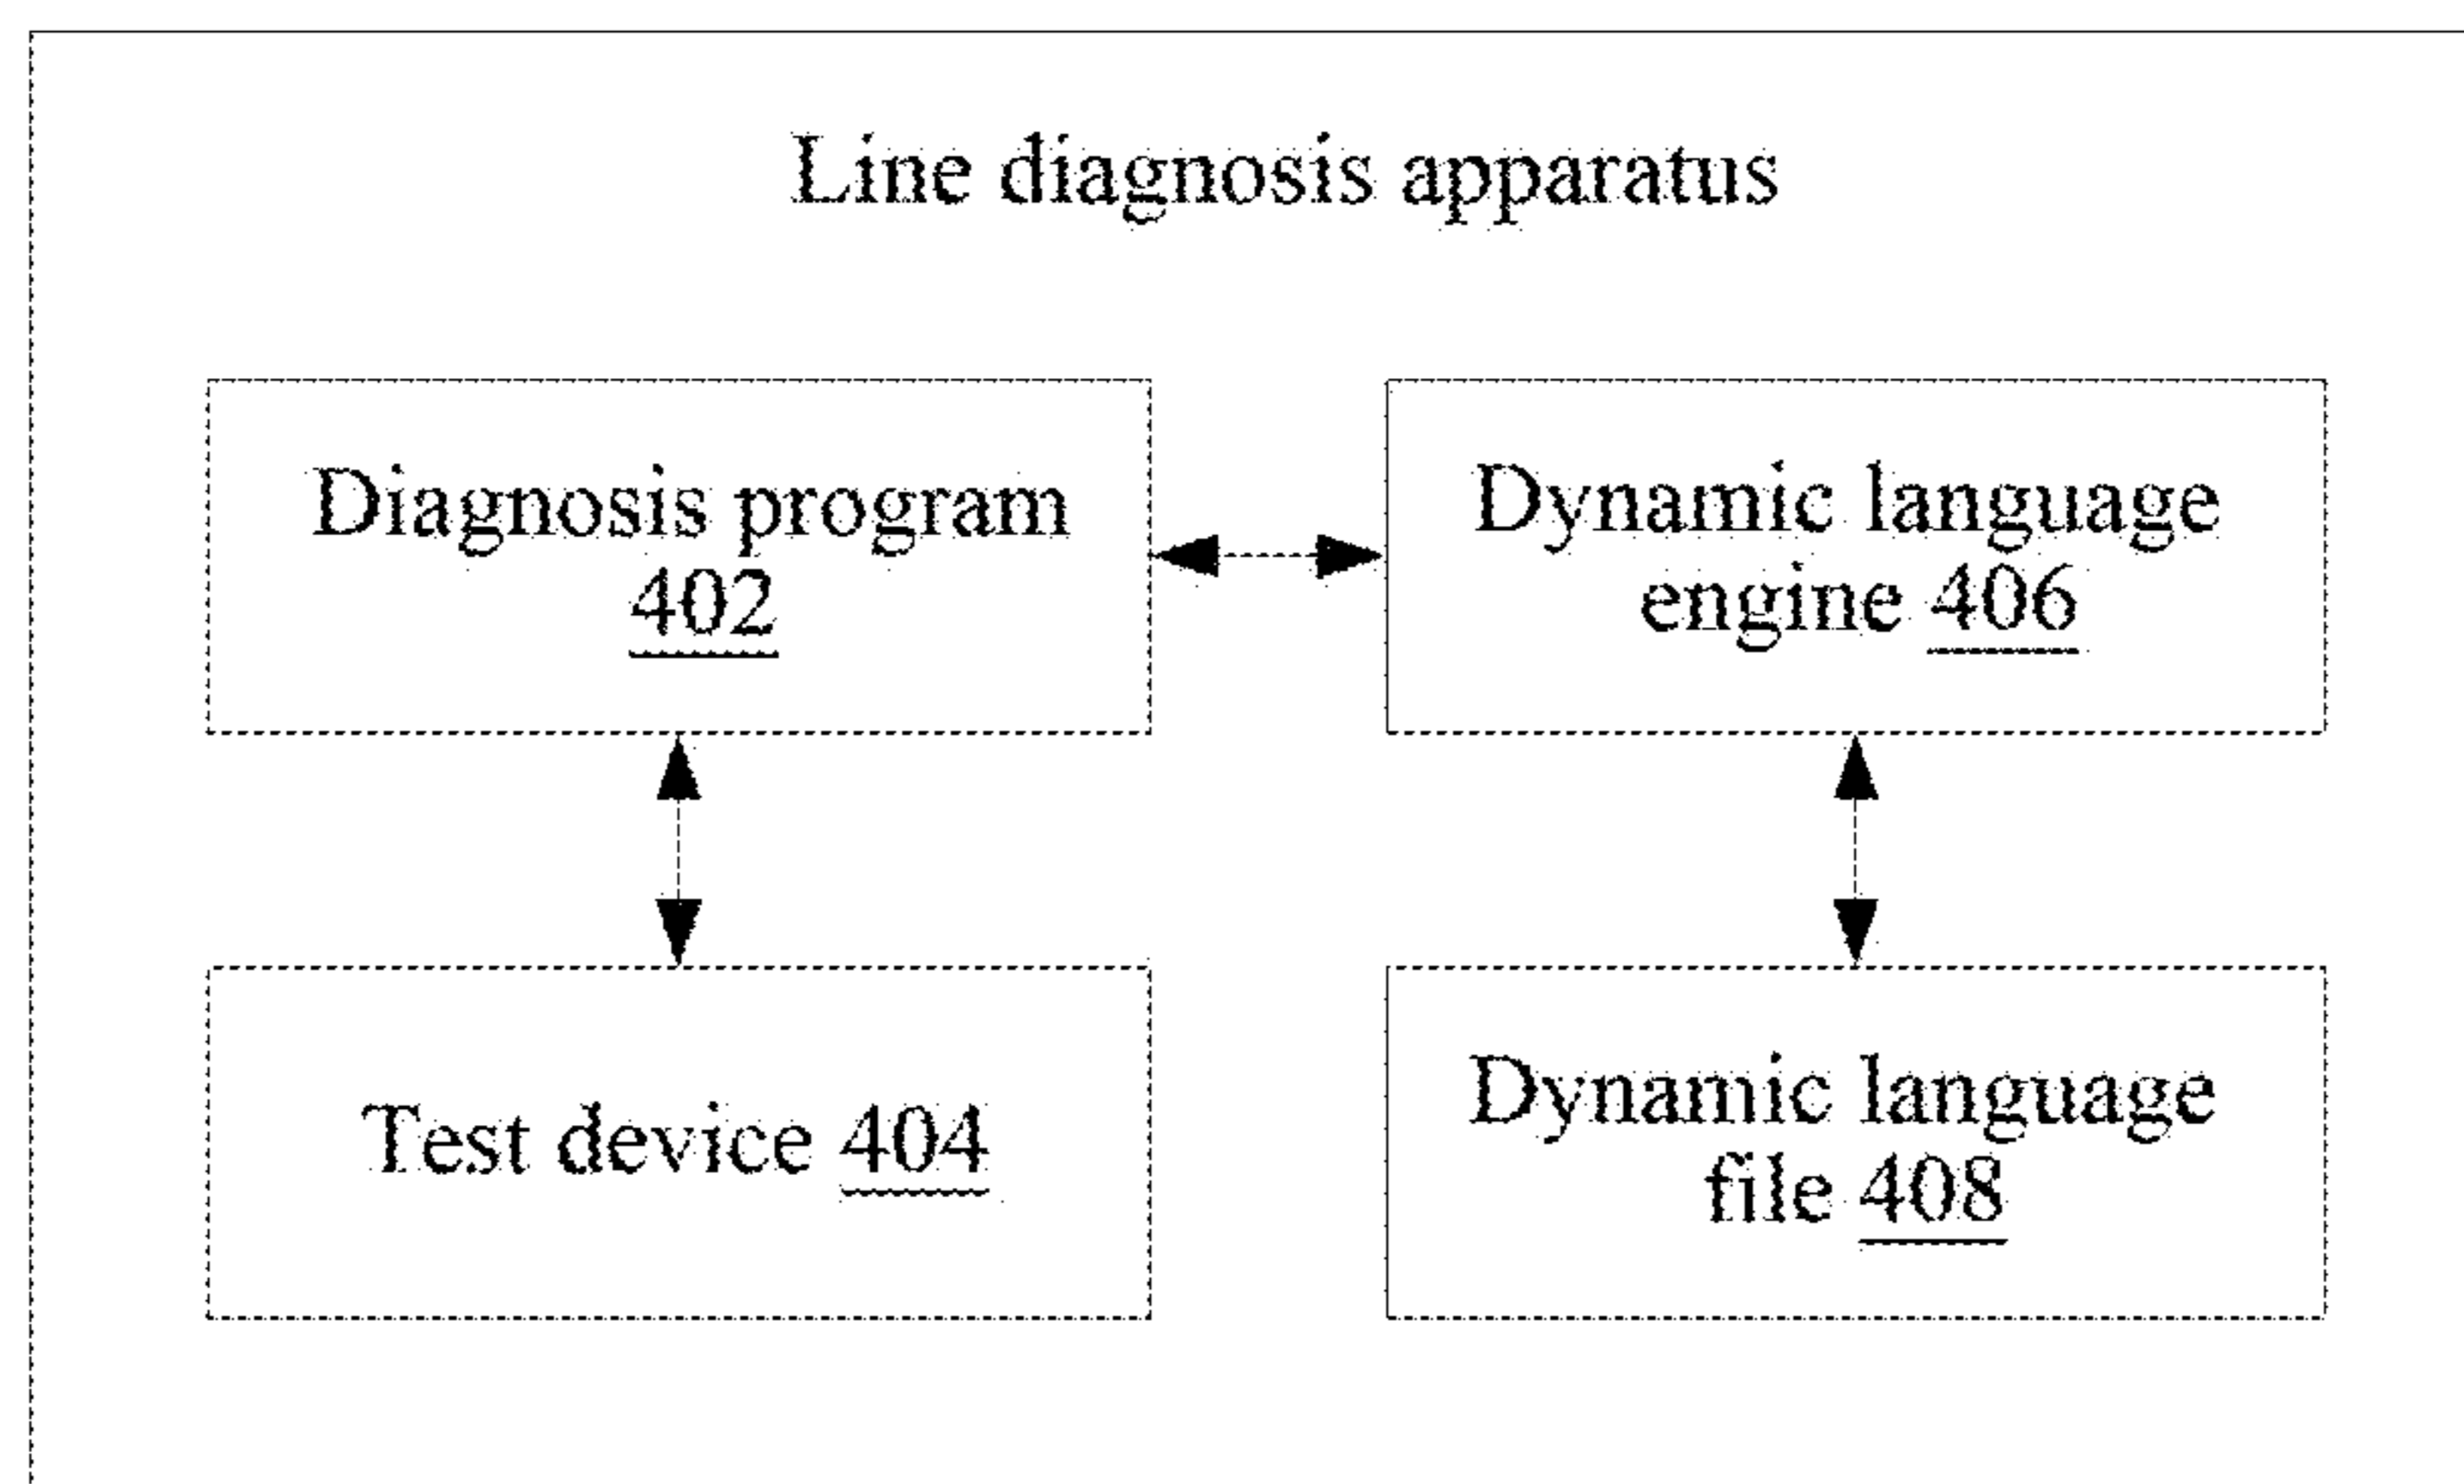 Line diagnosis apparatus
Diagnosis program
402
Dynamic language
engine 406
Test device 404
Dynamic language
file 408